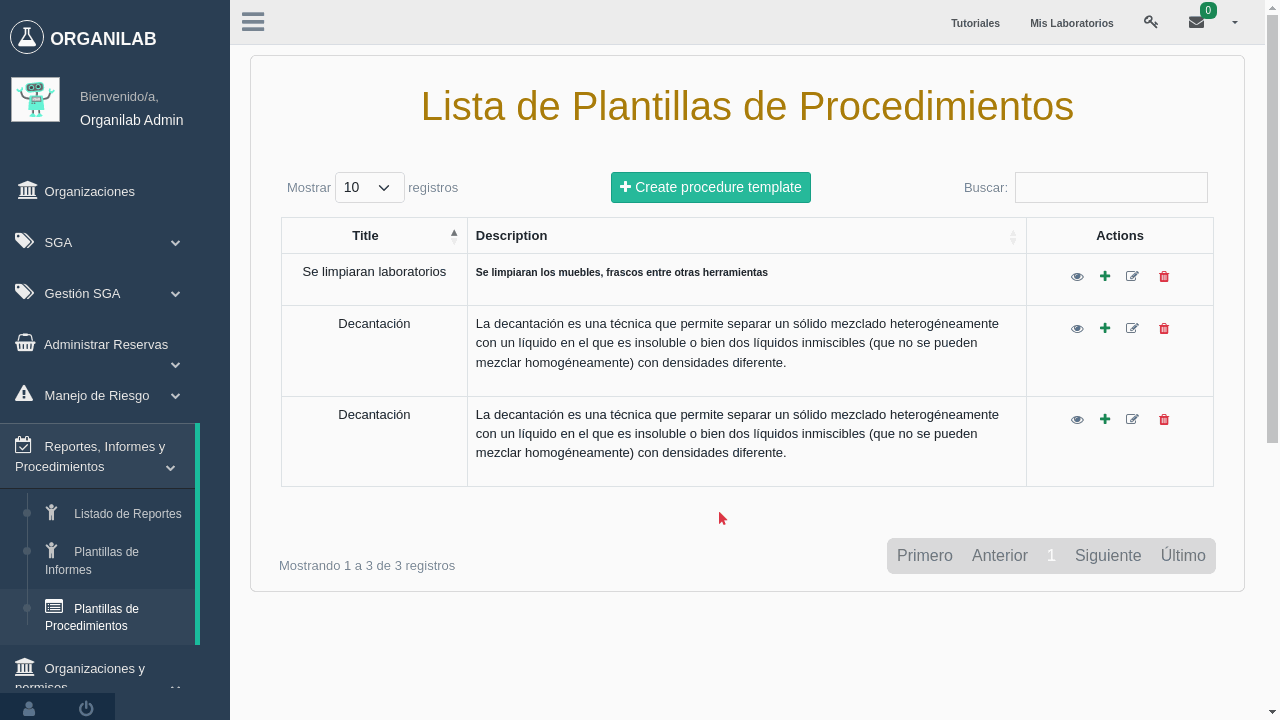 ORGANILAB
Bienvenido/a,
Organilab Admin
Organizaciones
SGA
Gestión SGA
Administrar Reservas
Manejo de Riesgo
Reportes, Informes y
Procedimientos
Listado de Reportes
Plantillas de
Informes
Plantillas de
Procedimientos
Organizaciones y
permisos
Tutoriales
Mis Laboratorios
0
Lista de Plantillas de Procedimientos
Mostrar 10 registros
Create procedure template
Buscar:
Title Description Actions
Se limpiaran laboratorios Se limpiaran los muebles, frascos entre otras herramientas
Decantación La decantación es una técnica que permite separar un sólido mezclado heterogéneamente
con un líquido en el que es insoluble o bien dos líquidos inmiscibles (que no se pueden
mezclar homogéneamente) con densidades diferente.
Decantación La decantación es una técnica que permite separar un sólido mezclado heterogéneamente
con un líquido en el que es insoluble o bien dos líquidos inmiscibles (que no se pueden
mezclar homogéneamente) con densidades diferente.
Mostrando 1 a 3 de 3 registros
Primero Anterior 1 Siguiente Último